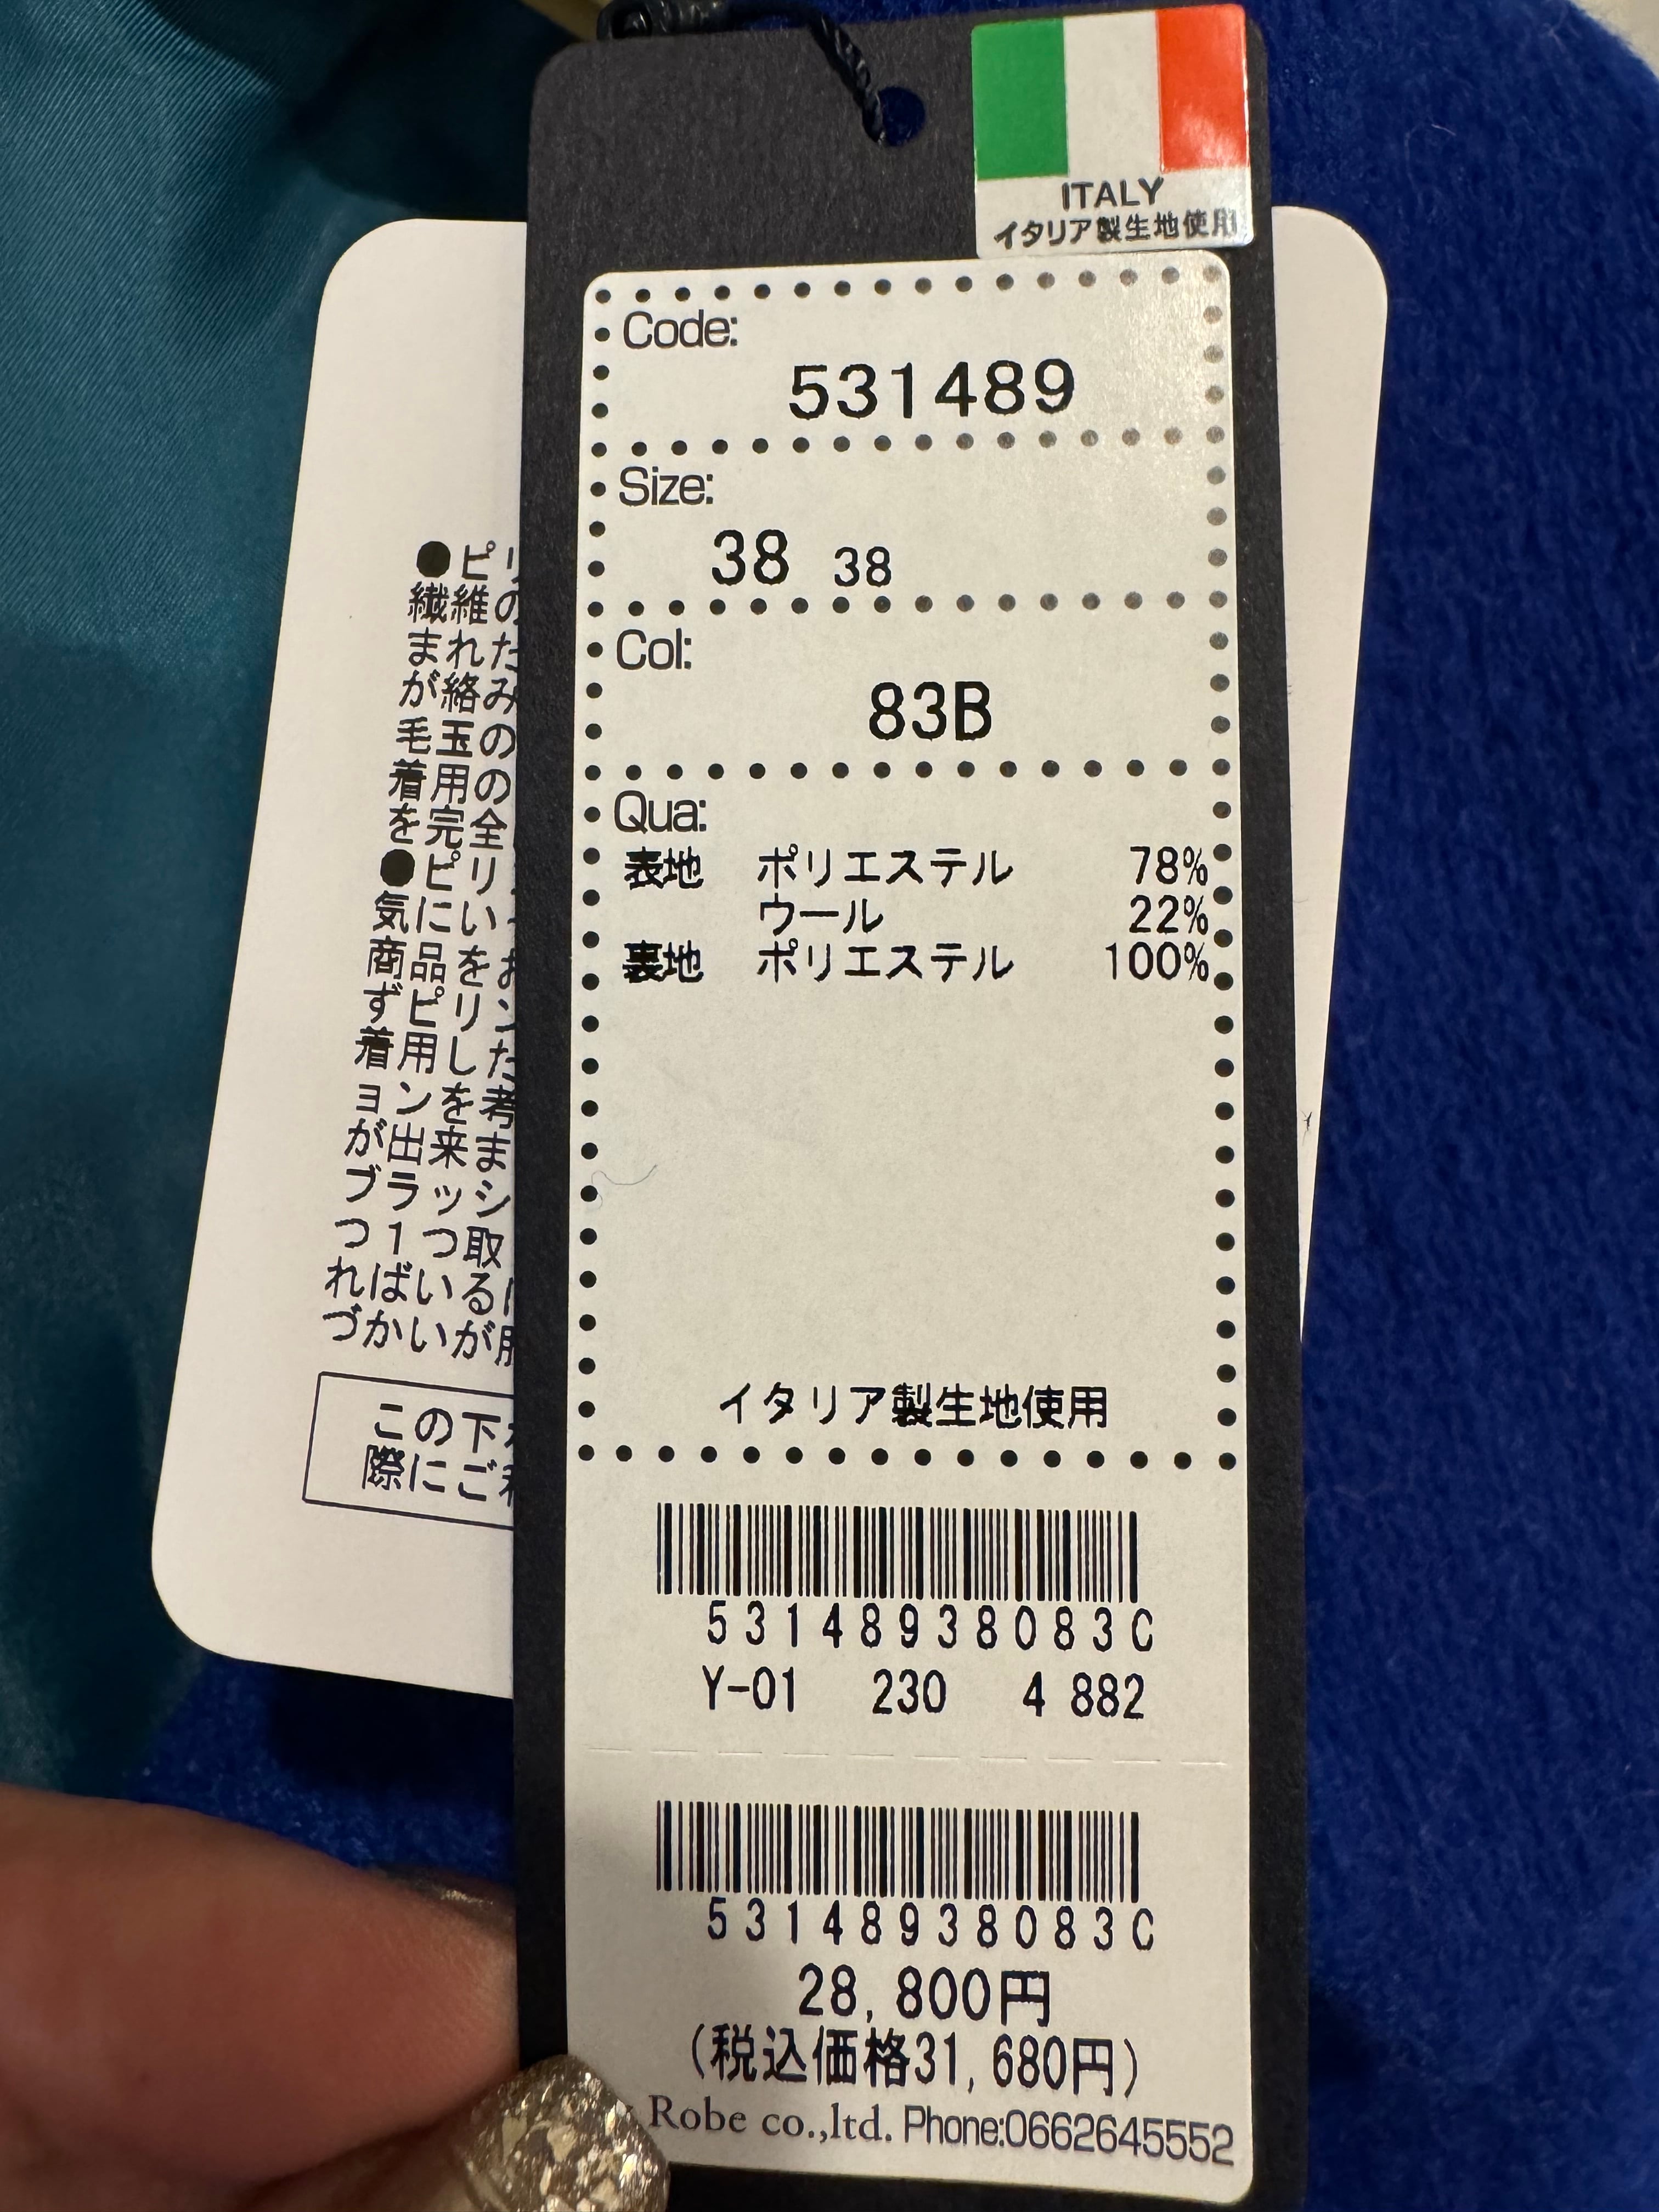 ITALY
イタリア製生地使用
Code:
531489
Size:
38 38
Col:
83B
Qua:
表地 ポリエステル 78%
ウール 22%
裏地 ポリエステル 100%
イタリア製生地使用
53148938083C
Y-01 230 4 882
53148938083C
28,800円
(税込価格31,680円)
Robe co.,ltd. Phone:0662645552
●ピリ
繊維の
まれた
が絡み
毛玉の
着用の
を完全
●ピリ
気にい
商品を
ずピリ
着用した
ョンを考
が出来ま
ブラッシ
つ1つ取
ればいる
づかいが
この下
際にご